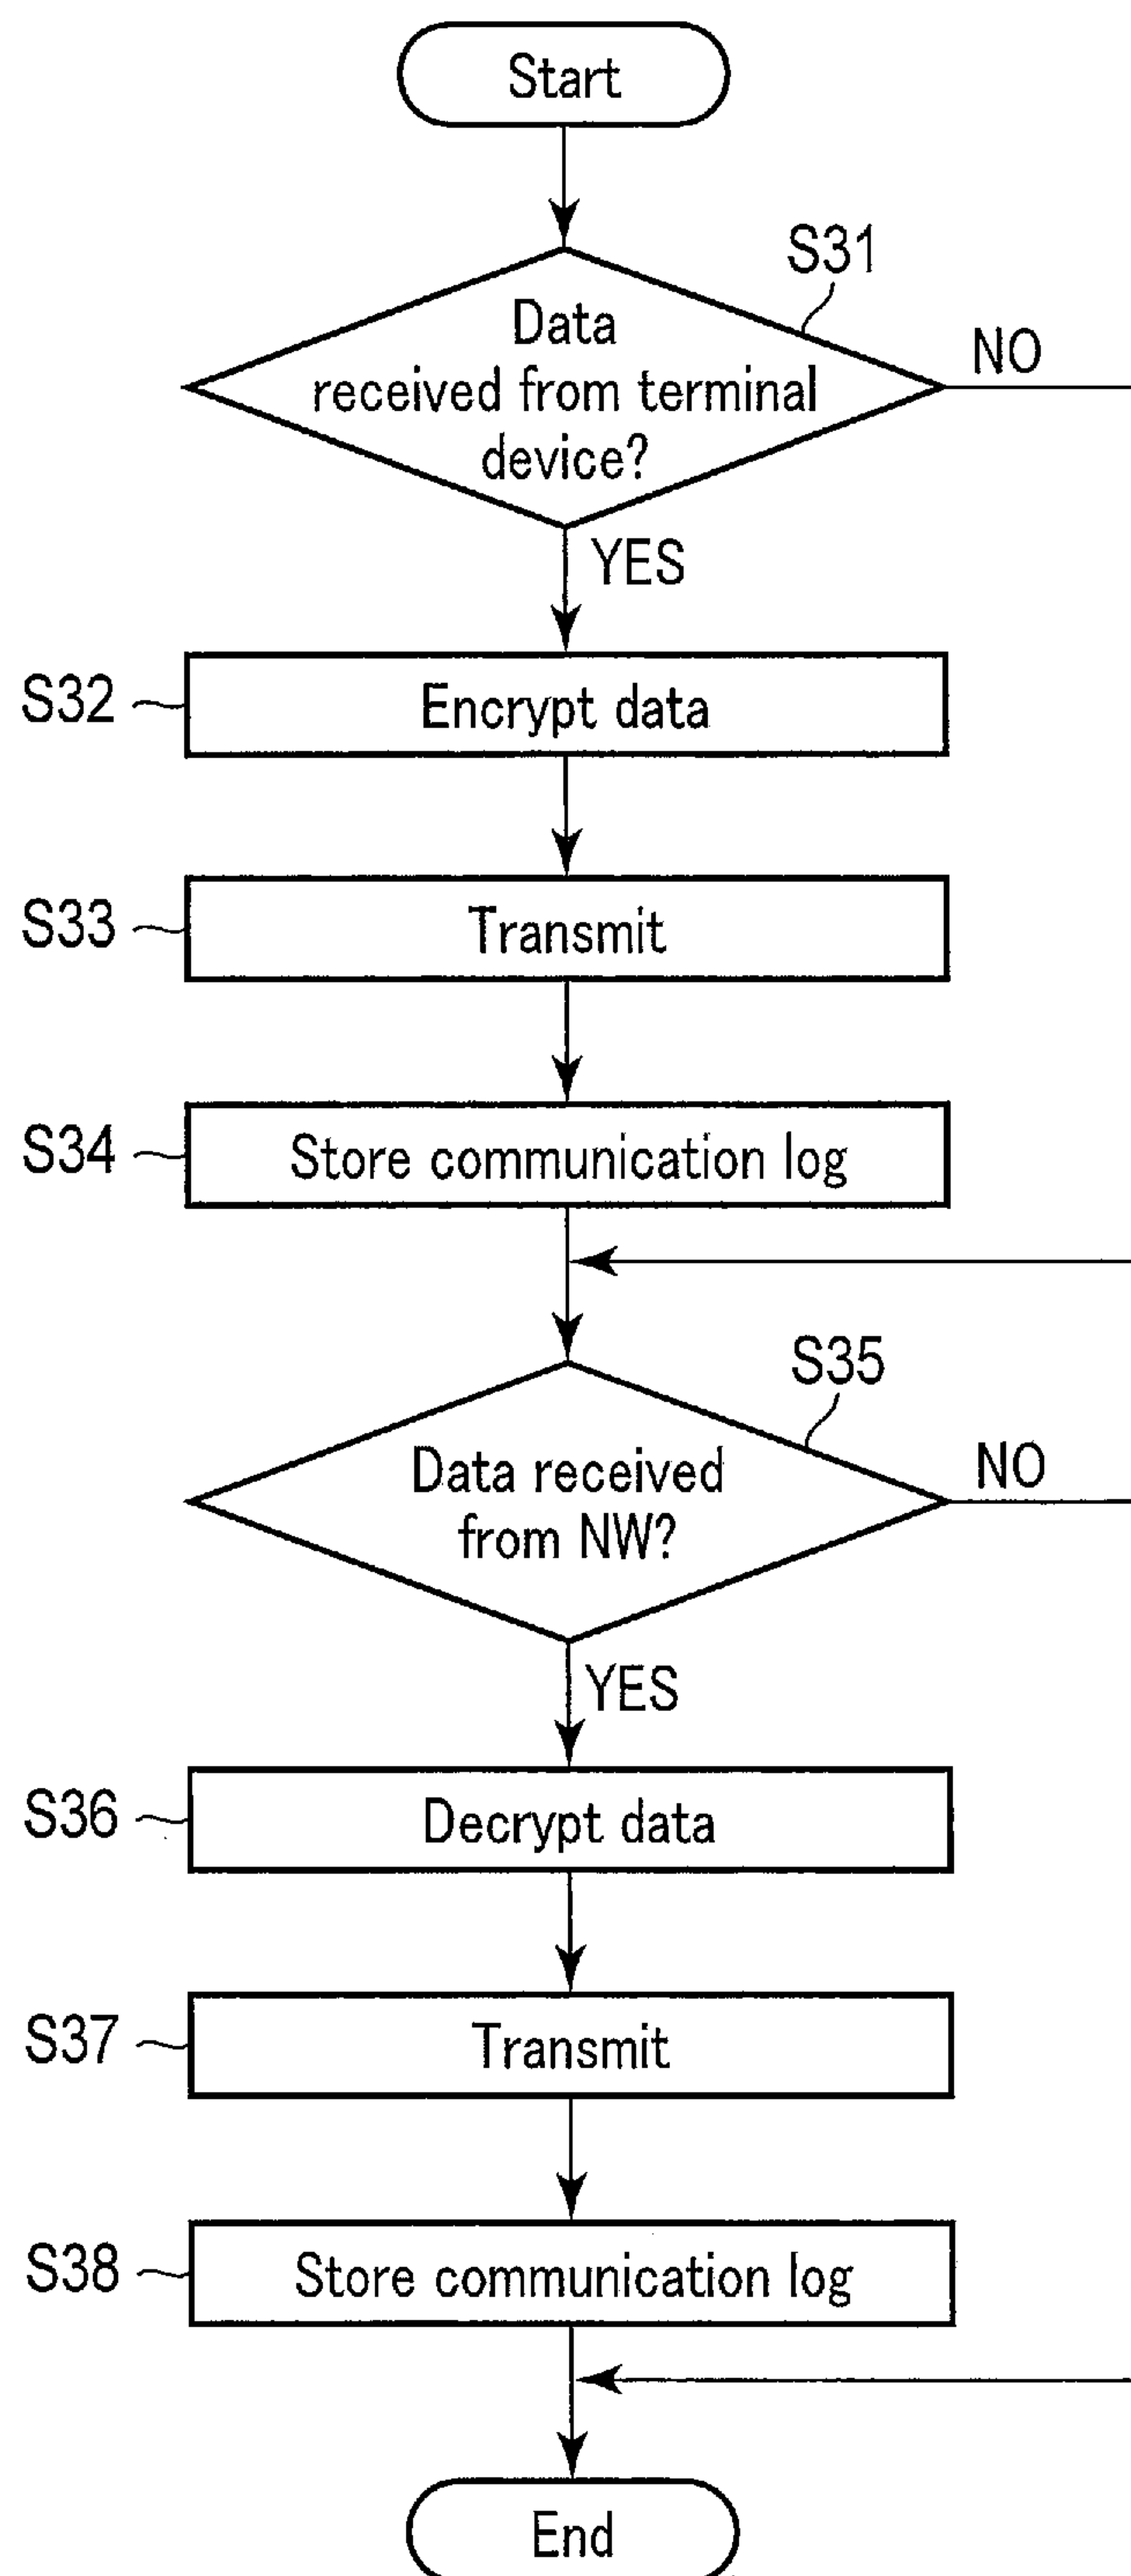 Start
S31
Data
received from terminal
device?
NO
YES
S32
Encrypt data
S33
Transmit
S34
Store communication log
S35
Data received
from NW?
NO
YES
S36
Decrypt data
S37
Transmit
S38
Store communication log
End